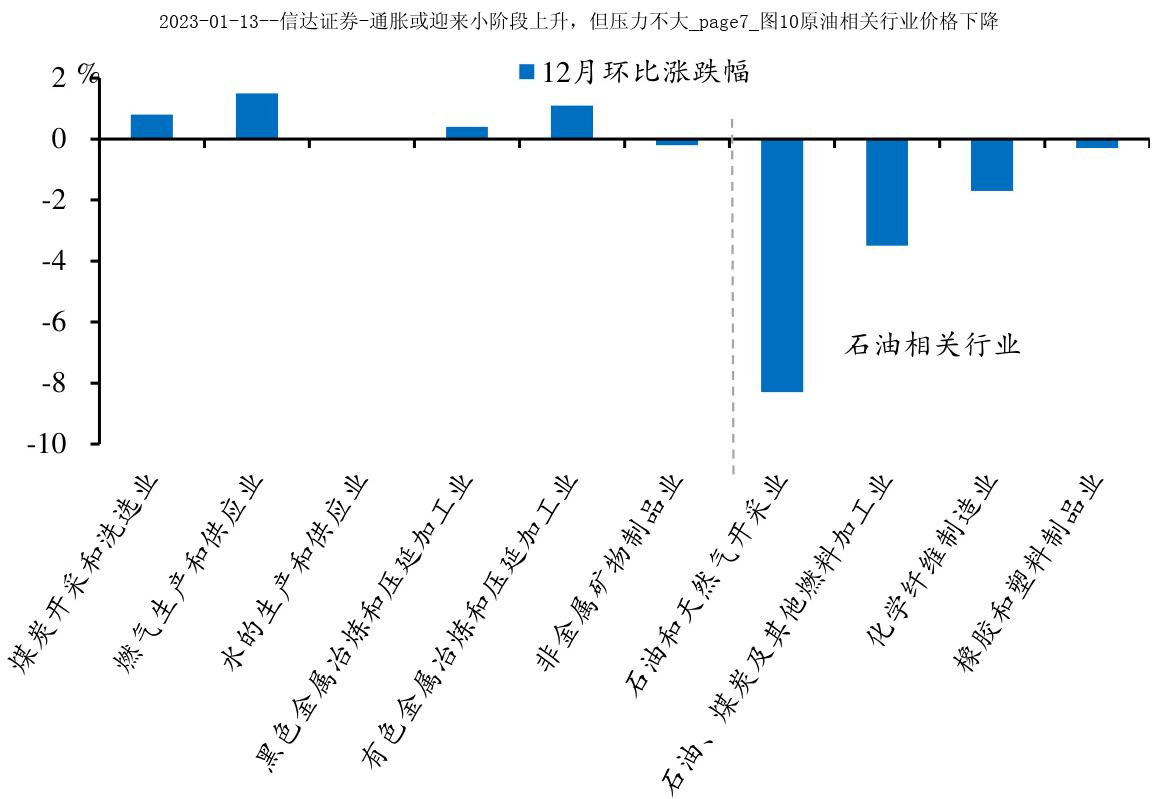 2023-01-13--信达证券-通胀或迎来小阶段上升，但压力不大_page7_图10原油相关行业价格下降
%
12月环比涨跌幅
2
0
-2
-4
-6
-8
-10
石油相关行业
煤炭开采和洗选业
燃气生产和供应业
水的生产和供应业
黑色金属冶炼和压延加工业
有色金属冶炼和压延加工业
非金属矿物制品业
石油和天然气开采业
石油、煤炭及其他燃料加工业
化学纤维制造业
橡胶和塑料制品业